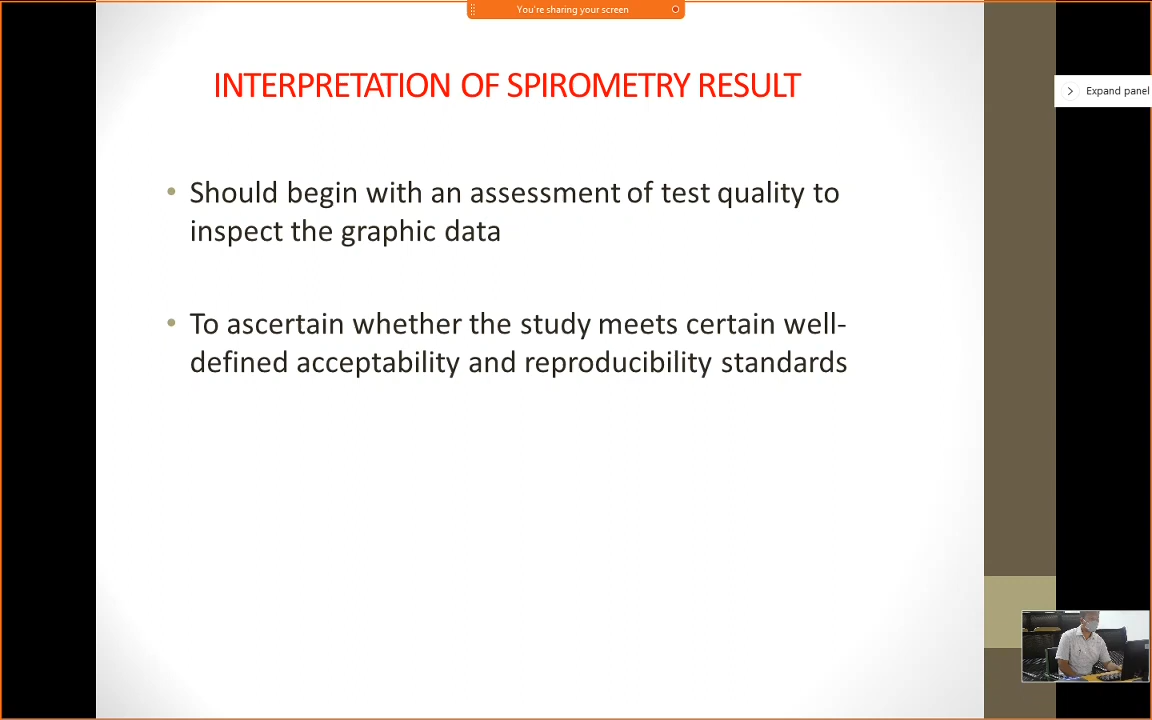 You're sharing your screen
Expand panel
INTERPRETATION OF SPIROMETRY RESULT
• Should begin with an assessment of test quality to
inspect the graphic data
• To ascertain whether the study meets certain well-
defined acceptability and reproducibility standards